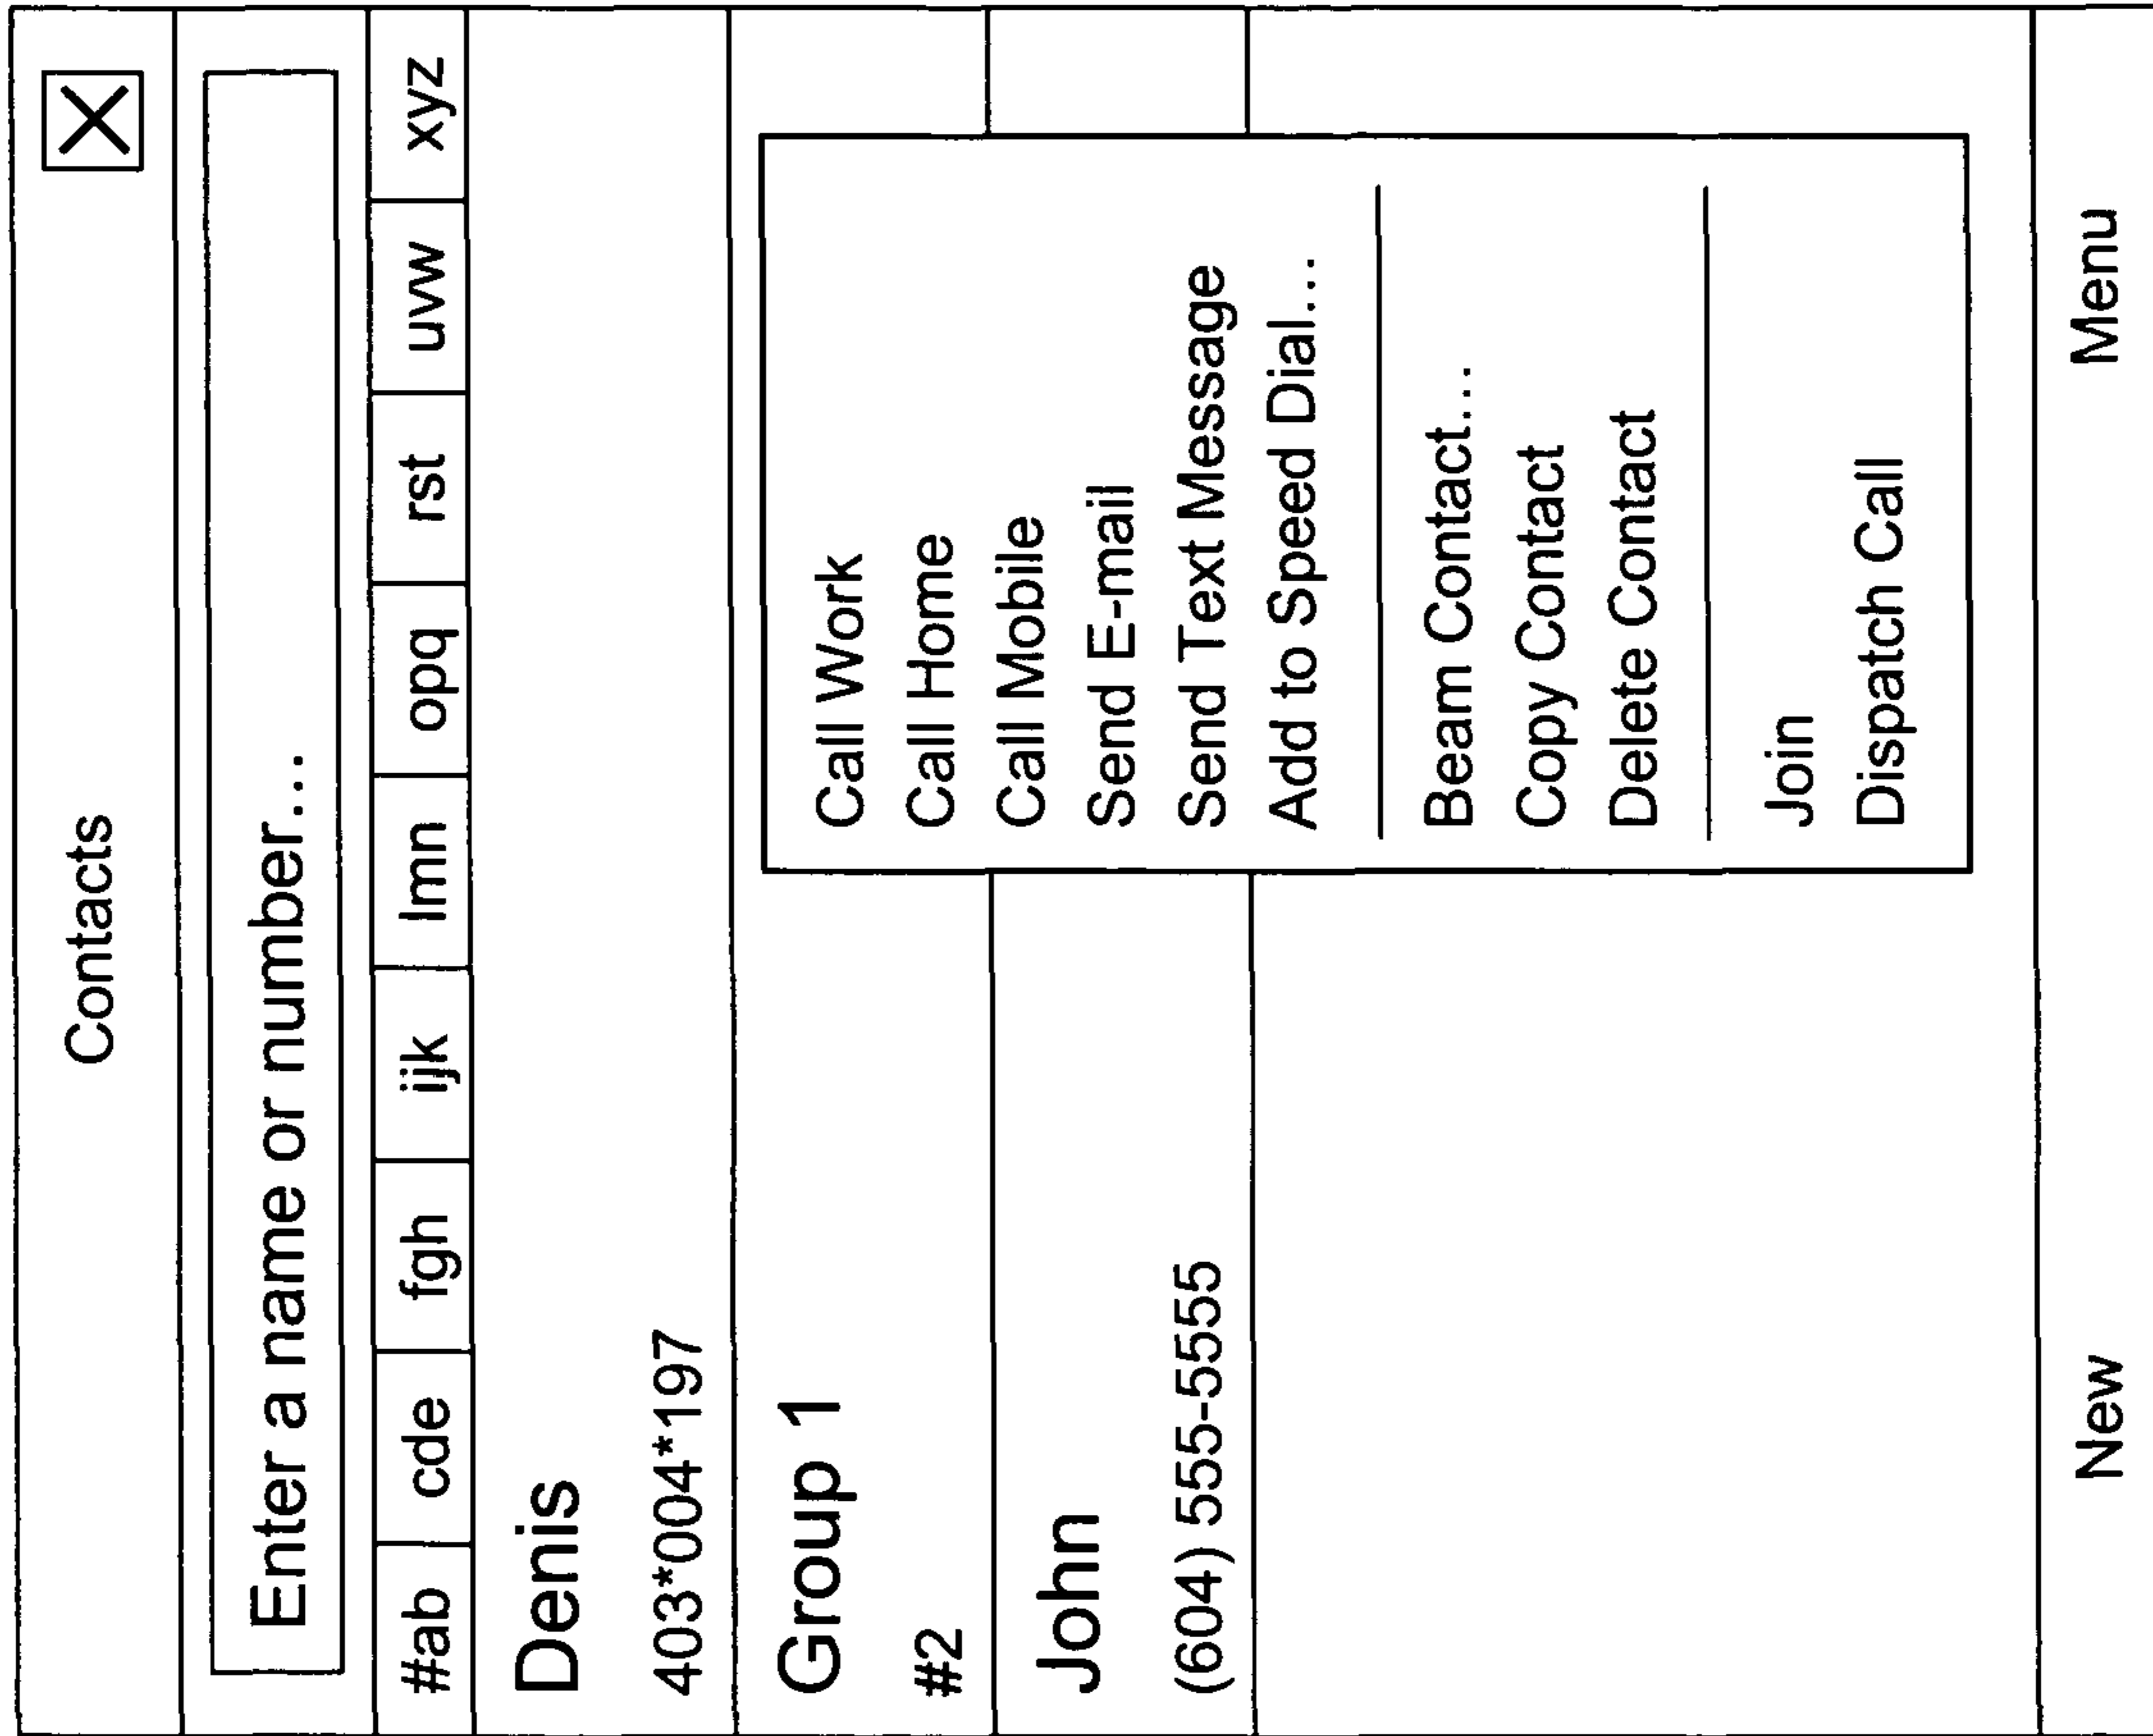 Contacts
Enter a name or number...
#ab cde fgh ijk lmn opq rst uvw xyz
Denis
403*004*197
Group 1
#2
John
(604) 555-5555
Call Work
Call Home
Call Mobile
Send E-mail
Send Text Message
Add to Speed Dial...
Beam Contact...
Copy Contact
Delete Contact
Join
Dispatch Call
New Menu